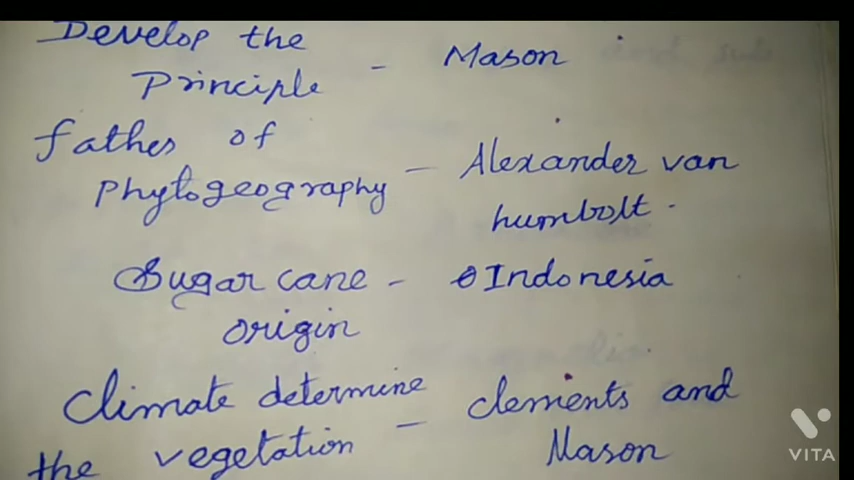 Develop the
Principle - Mason
father of
Phytogeography - Alexander van
humbolt.
Sugar cane - Indonesia
origin
Climate determine
the vegetation - clements and
Mason
VITA